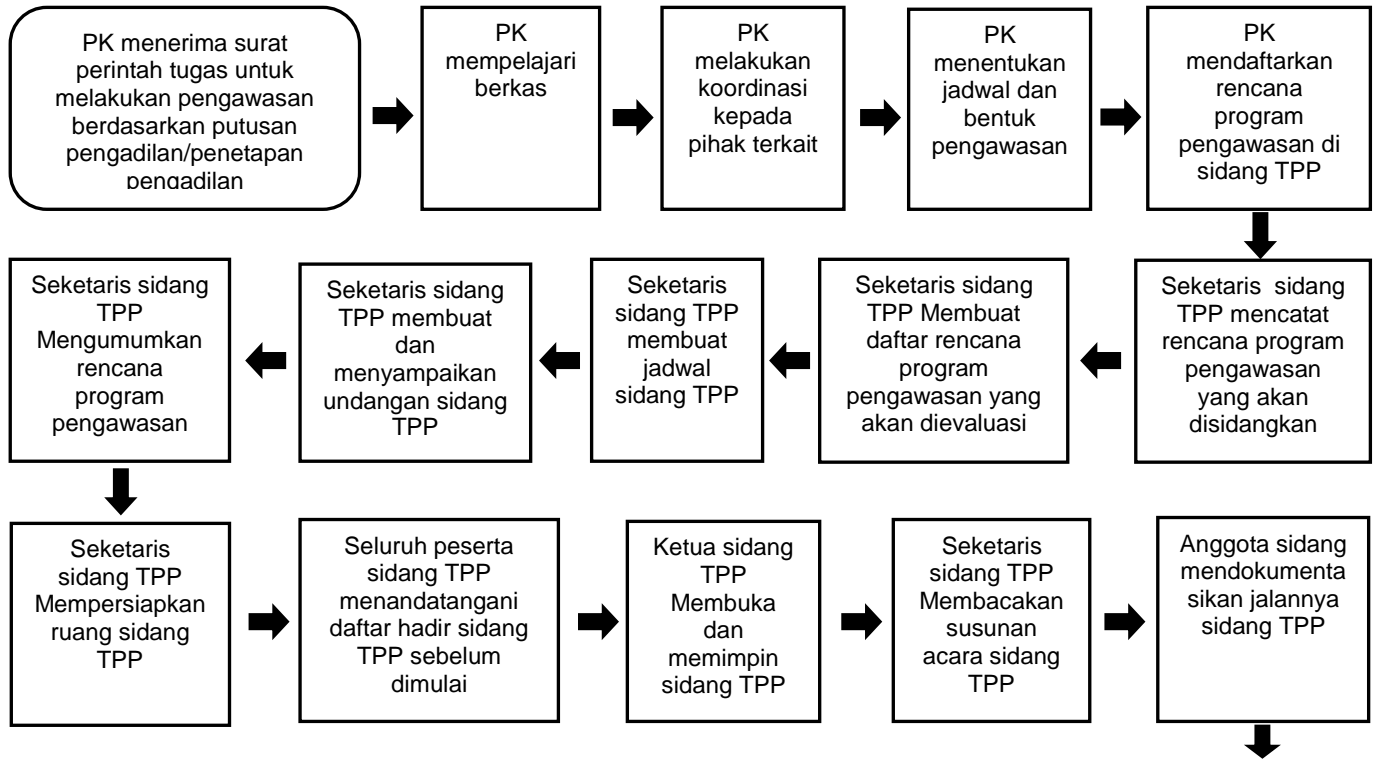 PK menerima surat
perintah tugas untuk
melakukan pengawasan
berdasarkan putusan
pengadilan/penetapan
pengadilan
PK
mempelajari
berkas
PK
melakukan
koordinasi
kepada
pihak terkait
PK
menentukan
jadwal dan
bentuk
pengawasan
PK
mendaftarkan
rencana
program
pengawasan di
sidang TPP
Seketaris sidang
TPP mencatat
rencana program
pengawasan
yang akan
disidangkan
Seketaris sidang
TPP Membuat
daftar rencana
program
pengawasan yang
akan dievaluasi
Seketaris
sidang TPP
membuat
jadwal
sidang TPP
Seketaris sidang
TPP membuat
dan
menyampaikan
undangan sidang
TPP
Seketaris sidang
TPP
Mengumumkan
rencana
program
pengawasan
Seketaris
sidang TPP
Mempersiapkan
ruang sidang
TPP
Seluruh peserta
sidang TPP
menandatangani
daftar hadir sidang
TPP sebelum
dimulai
Ketua sidang
TPP
Membuka
dan
memimpin
sidang TPP
Seketaris
sidang TPP
Membacakan
susunan
acara sidang
TPP
Anggota sidang
mendokumenta
sikan jalannya
sidang TPP